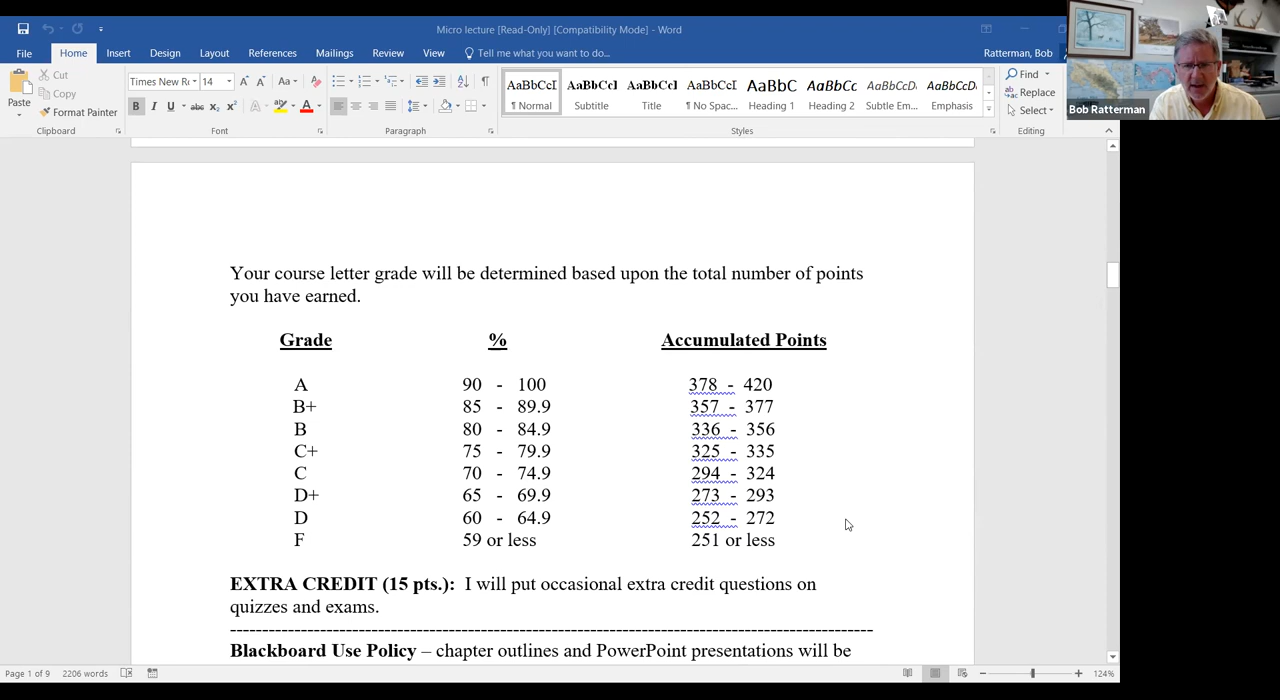 Micro lecture [Read-Only] [Compatibility Mode] - Word
File Home Insert Design Layout References Mailings Review View Tell me what you want to do... Ratterman, Bob
Paste
Cut
Copy
Format Painter
Clipboard
Times New Ro 14
Font
Paragraph
AaBbCcI AaBbCcI AaBbCcI AaBbCcI AaBbC AaBbCc AaBbCcDı AaBbCcDı
¶ Normal Subtitle Title ¶ No Spac... Heading 1 Heading 2 Subtle Em... Emphasis
Styles
Find
Replace
Select
Editing
Bob Ratterman
Your course letter grade will be determined based upon the total number of points
you have earned.
Grade % Accumulated Points
A 90 - 100 378 - 420
B+ 85 - 89.9 357 - 377
B 80 - 84.9 336 - 356
C+ 75 - 79.9 325 - 335
C 70 - 74.9 294 - 324
D+ 65 - 69.9 273 - 293
D 60 - 64.9 252 - 272
F 59 or less 251 or less
EXTRA CREDIT (15 pts.): I will put occasional extra credit questions on
quizzes and exams.
--------------------------------------------------------------------------------
Blackboard Use Policy – chapter outlines and PowerPoint presentations will be
Page 1 of 9 2206 words 124%